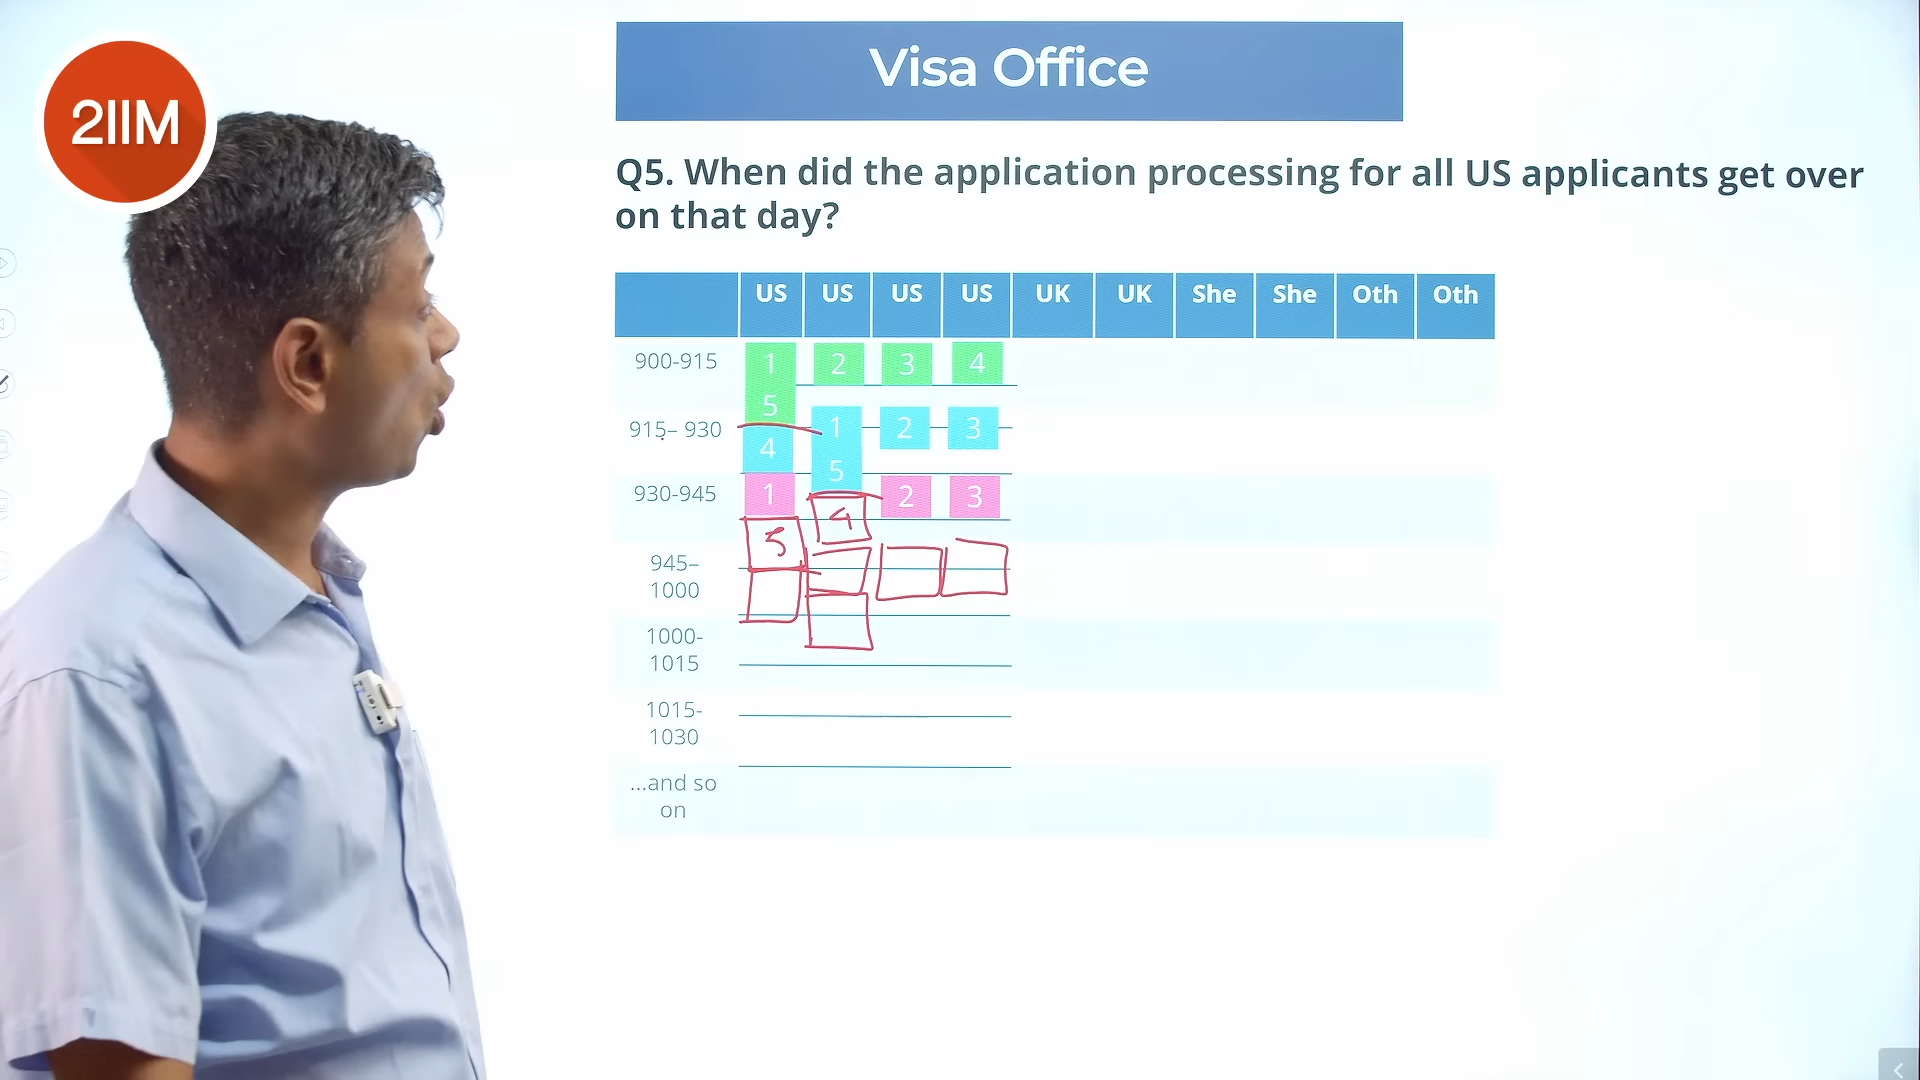 2IIM
Visa Office
Q5. When did the application processing for all US applicants get over
on that day?
US US US US UK UK She She Oth Oth
900-915 1 2 3 4
5
915– 930 1 2 3
4
5
930-945 1 2 3
4
5
945–
1000
1000-
1015
1015-
1030
...and so
on